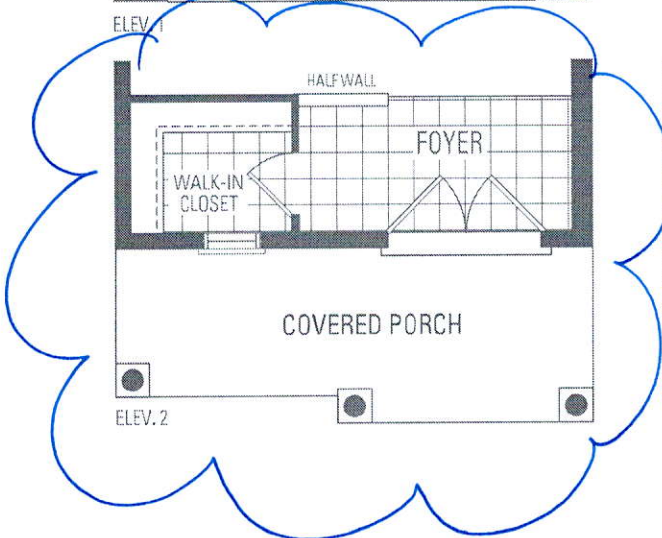 ELEV. 1
HALFWALL
FOYER
WALK-IN
CLOSET
COVERED PORCH
ELEV. 2